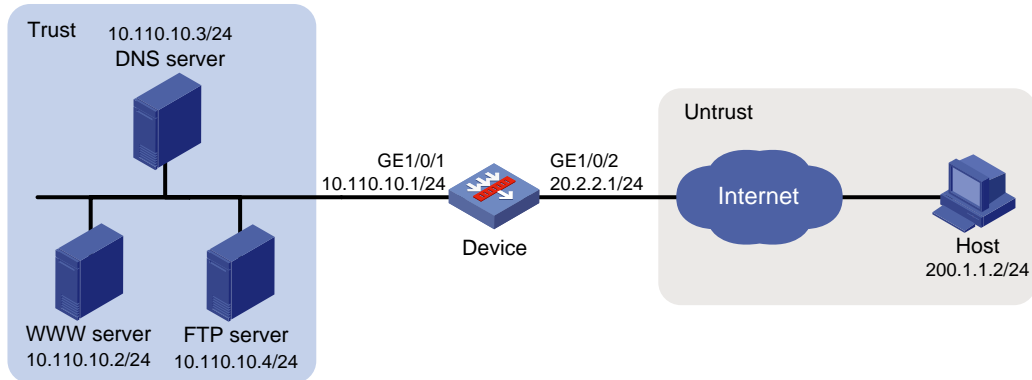 Trust
10.110.10.3/24
DNS server
WWW server
10.110.10.2/24
FTP server
10.110.10.4/24
GE1/0/1
10.110.10.1/24
Device
GE1/0/2
20.2.2.1/24
Untrust
Internet
Host
200.1.1.2/24